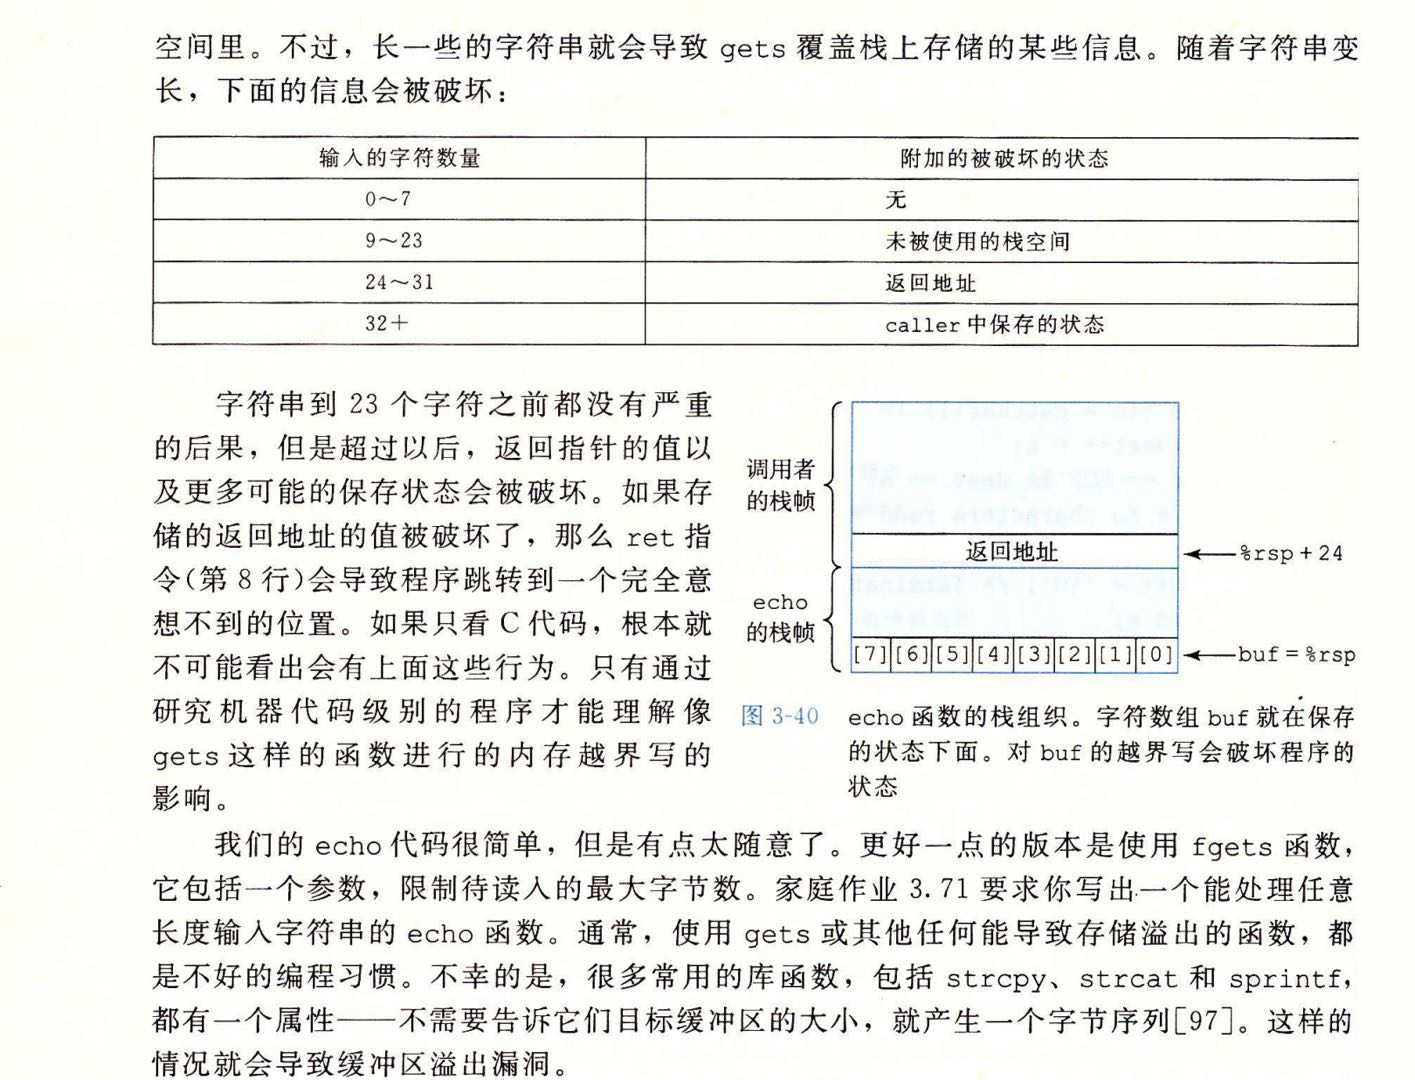 空间里。不过，长一些的字符串就会导致 gets 覆盖栈上存储的某些信息。随着字符串变
长，下面的信息会被破坏：
输入的字符数量 附加的被破坏的状态
0～7 无
9～23 未被使用的栈空间
24～31 返回地址
32＋ caller 中保存的状态
字符串到 23 个字符之前都没有严重
的后果，但是超过以后，返回指针的值以
及更多可能的保存状态会被破坏。如果存
储的返回地址的值被破坏了，那么 ret 指
令(第 8 行)会导致程序跳转到一个完全意
想不到的位置。如果只看 C 代码，根本就
不可能看出会有上面这些行为。只有通过
研究机器代码级别的程序才能理解像
gets 这样的函数进行的内存越界写的
影响。
调用者
的栈帧
返回地址 %rsp+24
echo
的栈帧
[7][6][5][4][3][2][1][0] buf=%rsp
图 3-40 echo 函数的栈组织。字符数组 buf 就在保存
的状态下面。对 buf 的越界写会破坏程序的
状态
我们的 echo 代码很简单，但是有点太随意了。更好一点的版本是使用 fgets 函数，
它包括一个参数，限制待读入的最大字节数。家庭作业 3.71 要求你写出一个能处理任意
长度输入字符串的 echo 函数。通常，使用 gets 或其他任何能导致存储溢出的函数，都
是不好的编程习惯。不幸的是，很多常用的库函数，包括 strcpy、strcat 和 sprintf，
都有一个属性——不需要告诉它们目标缓冲区的大小，就产生一个字节序列[97]。这样的
情况就会导致缓冲区溢出漏洞。